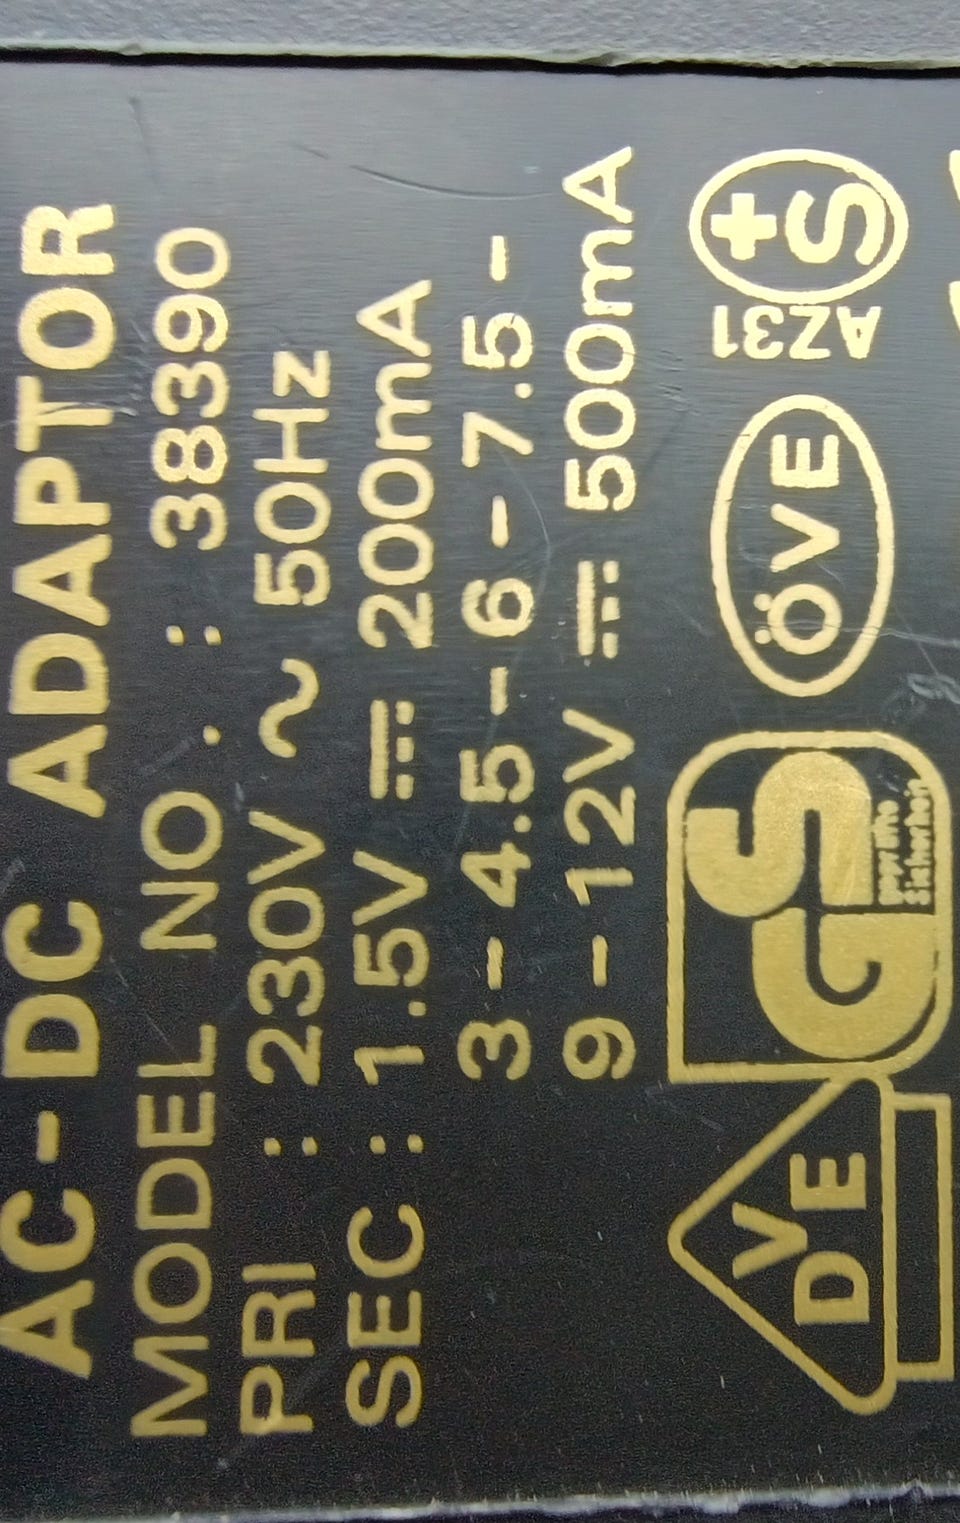 AC-DC ADAPTOR
MODEL NO. : 38390
PRI : 230V ~ 50Hz
SEC : 1.5V ⎓ 200mA
3-4.5-6-7.5-
9-12V ⎓ 500mA
DVE
GS
geprüfte
Sicherheit
ÖVE
AZ31
+S